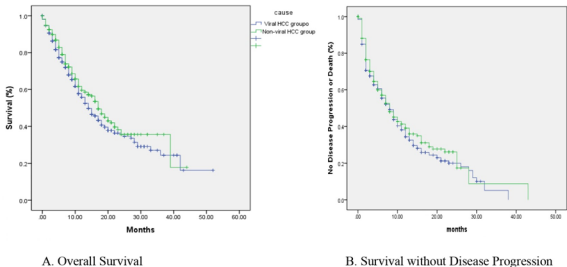 cause
Viral HCC groups
Non-viral HCC group
Survival (%)
1.0
0.8
0.6
0.4
0.2
0.0
.00 10.00 20.00 30.00 40.00 50.00 60.00
Months
No Disease Progression or Death (%)
1.0
0.8
0.6
0.4
0.2
0.0
.00 10.00 20.00 30.00 40.00 50.00
months
A. Overall Survival
B. Survival without Disease Progression